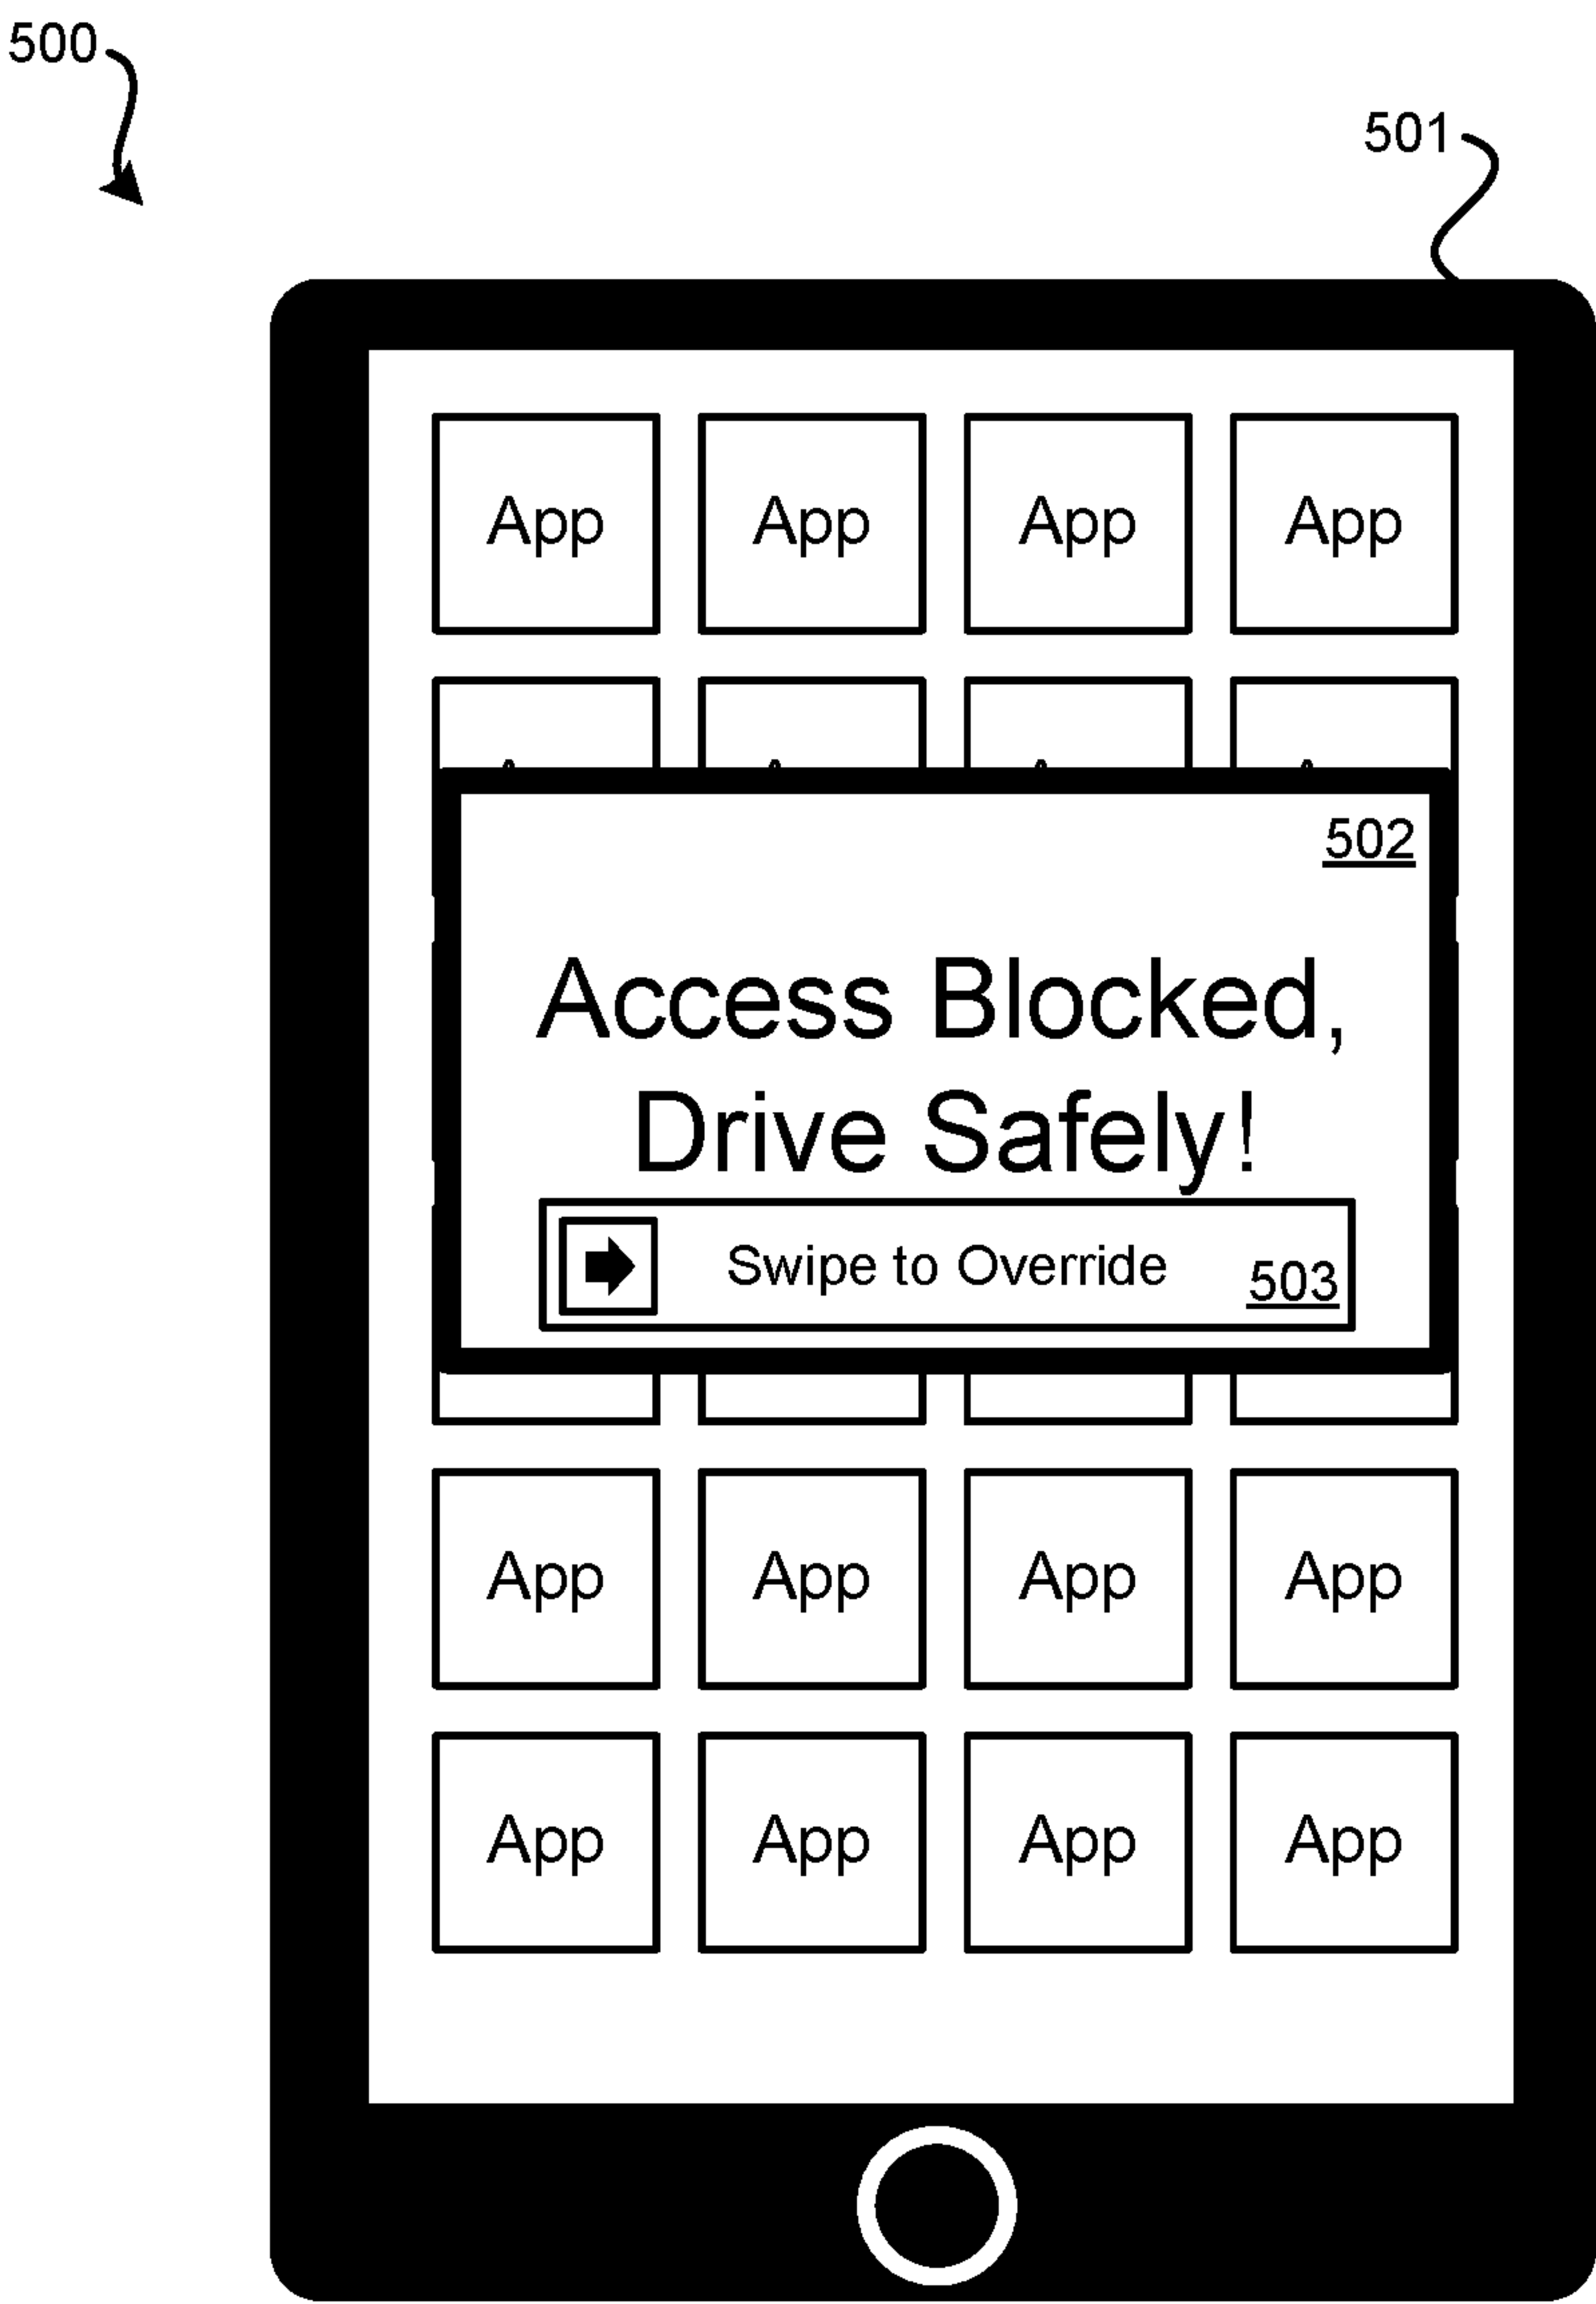 500
501
App App App App
502
Access Blocked,
Drive Safely!
Swipe to Override 503
App App App App
App App App App